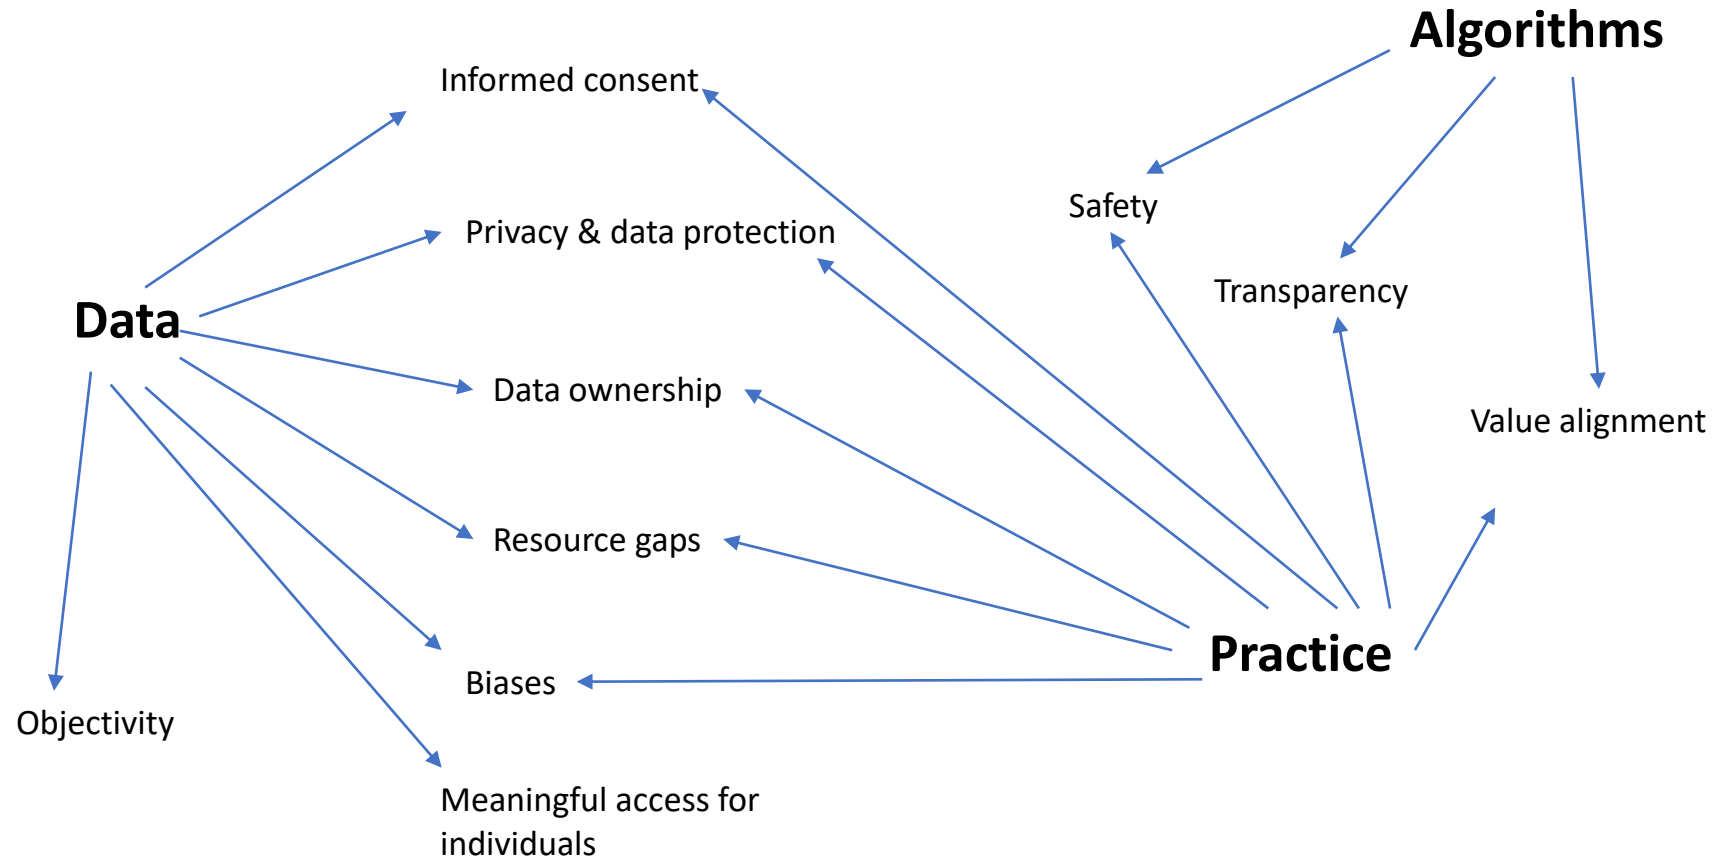 Algorithms
Informed consent
Safety
Privacy & data protection
Transparency
Data
Data ownership
Value alignment
Resource gaps
Practice
Biases
Objectivity
Meaningful access for
individuals